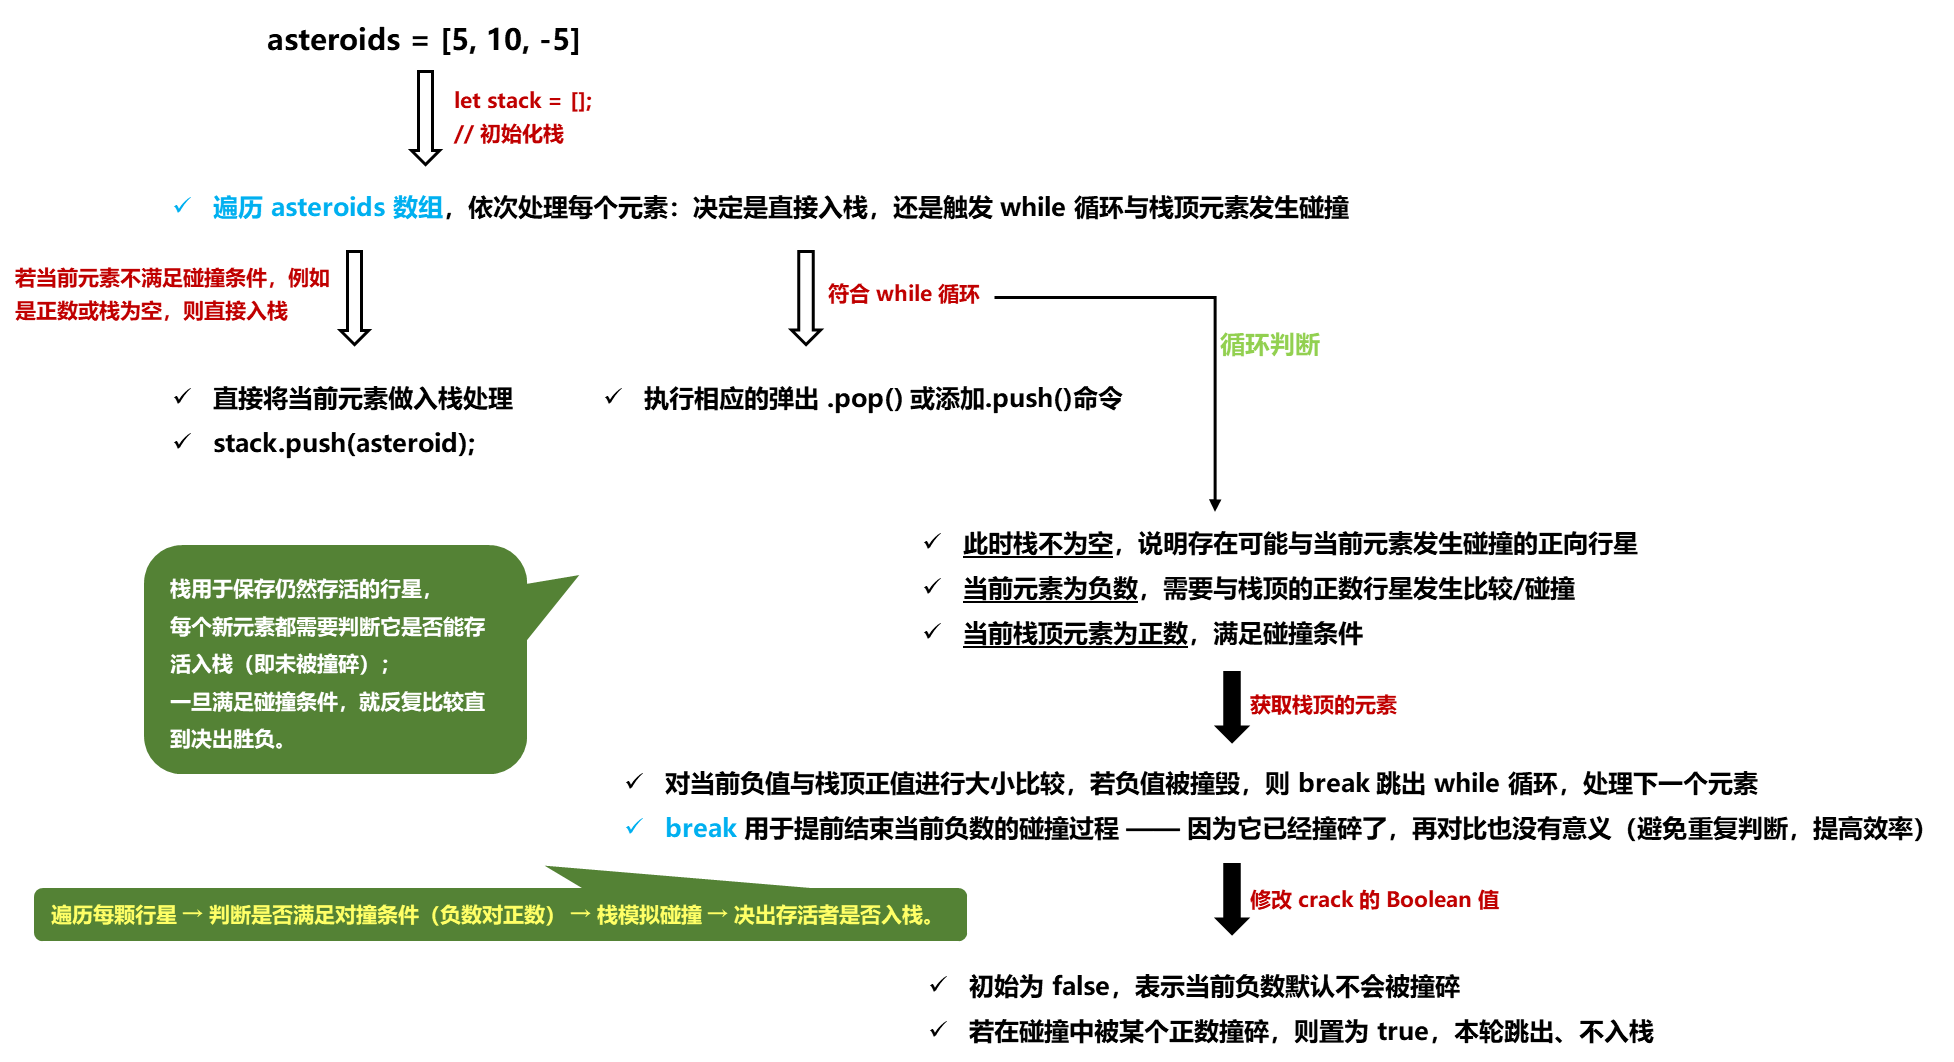 asteroids = [5, 10, -5]
let stack = [];
// 初始化栈
✓ 遍历 asteroids 数组，依次处理每个元素：决定是直接入栈，还是触发 while 循环与栈顶元素发生碰撞
若当前元素不满足碰撞条件，例如
是正数或栈为空，则直接入栈
符合 while 循环
循环判断
✓ 直接将当前元素做入栈处理
✓ stack.push(asteroid);
✓ 执行相应的弹出 .pop() 或添加.push()命令
✓ 此时栈不为空，说明存在可能与当前元素发生碰撞的正向行星
✓ 当前元素为负数，需要与栈顶的正数行星发生比较/碰撞
✓ 当前栈顶元素为正数，满足碰撞条件
栈用于保存仍然存活的行星，
每个新元素都需要判断它是否能存
活入栈（即未被撞碎）；
一旦满足碰撞条件，就反复比较直
到决出胜负。
获取栈顶的元素
✓ 对当前负值与栈顶正值进行大小比较，若负值被撞毁，则 break 跳出 while 循环，处理下一个元素
✓ break 用于提前结束当前负数的碰撞过程 —— 因为它已经撞碎了，再对比也没有意义（避免重复判断，提高效率）
修改 crack 的 Boolean 值
遍历每颗行星 → 判断是否满足对撞条件（负数对正数） → 栈模拟碰撞 → 决出存活者是否入栈。
✓ 初始为 false，表示当前负数默认不会被撞碎
✓ 若在碰撞中被某个正数撞碎，则置为 true，本轮跳出、不入栈